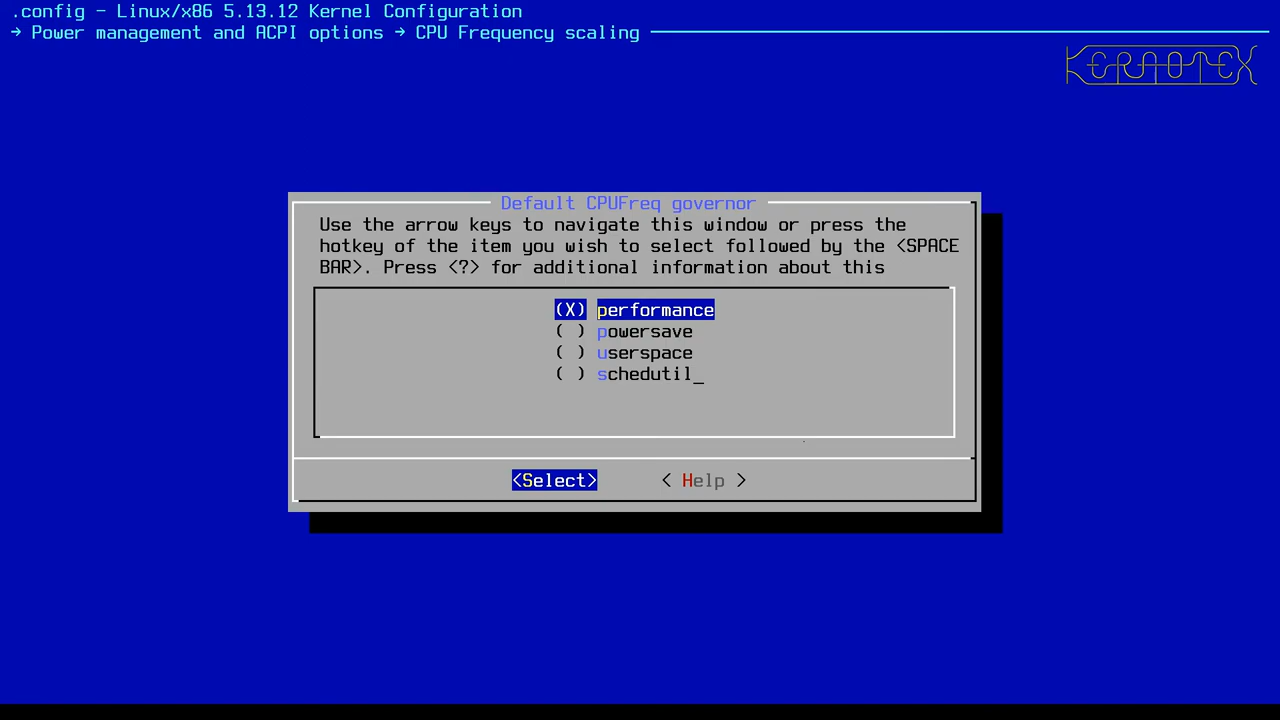 .config - Linux/x86 5.13.12 Kernel Configuration
→ Power management and ACPI options → CPU Frequency scaling
KERNOTEX
Default CPUFreq governor
Use the arrow keys to navigate this window or press the
hotkey of the item you wish to select followed by the <SPACE
BAR>. Press <?> for additional information about this
(X) performance
( ) powersave
( ) userspace
( ) schedutil_
<Select> < Help >